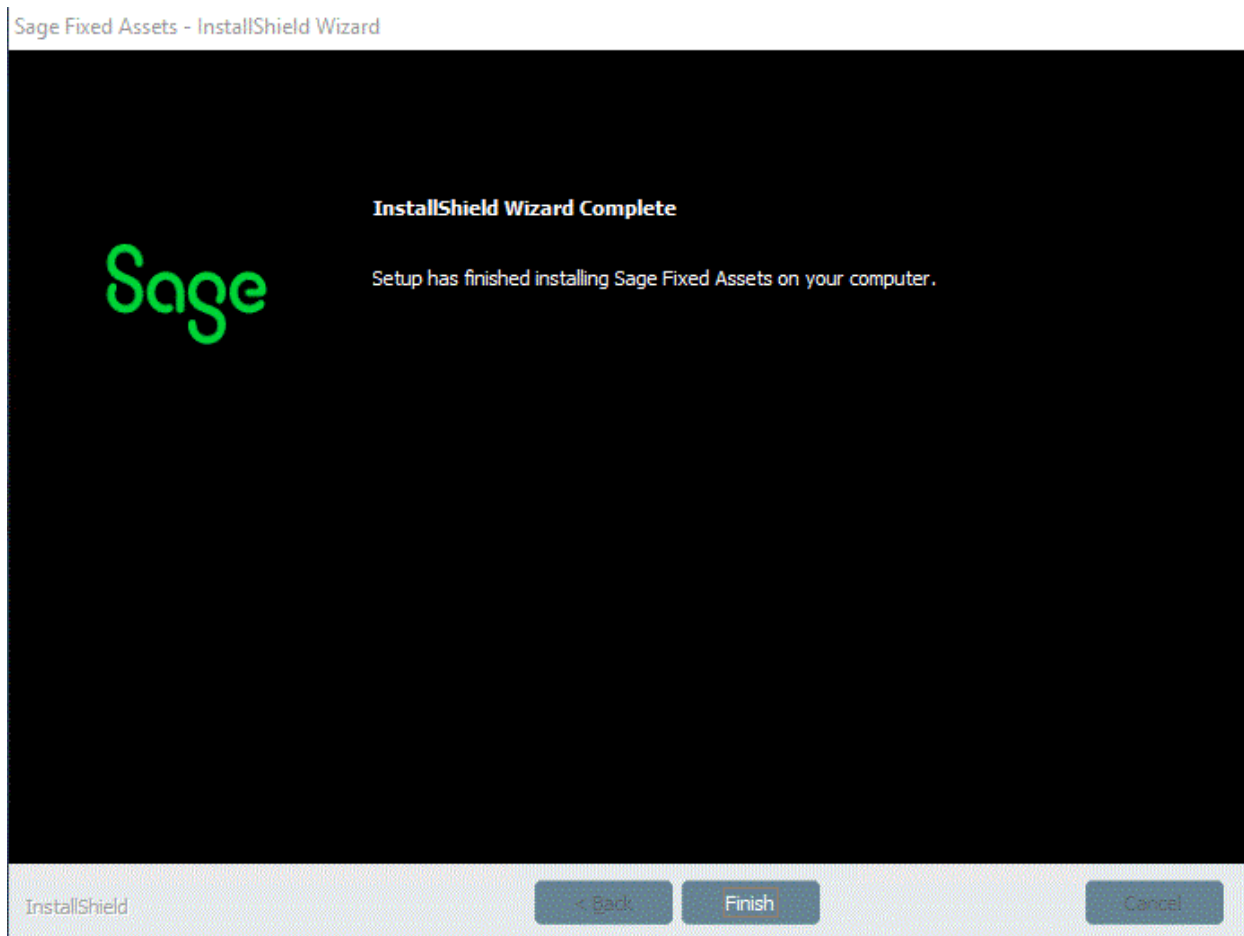 Sage Fixed Assets - InstallShield Wizard
InstallShield Wizard Complete
Sage
Setup has finished installing Sage Fixed Assets on your computer.
InstallShield
< Back
Finish
Cancel